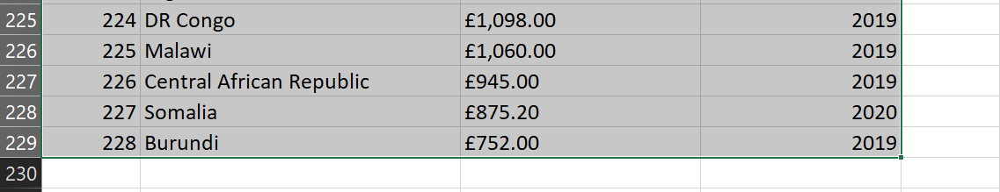 225 224 DR Congo £1,098.00 2019
226 225 Malawi £1,060.00 2019
227 226 Central African Republic £945.00 2019
228 227 Somalia £875.20 2020
229 228 Burundi £752.00 2019
230